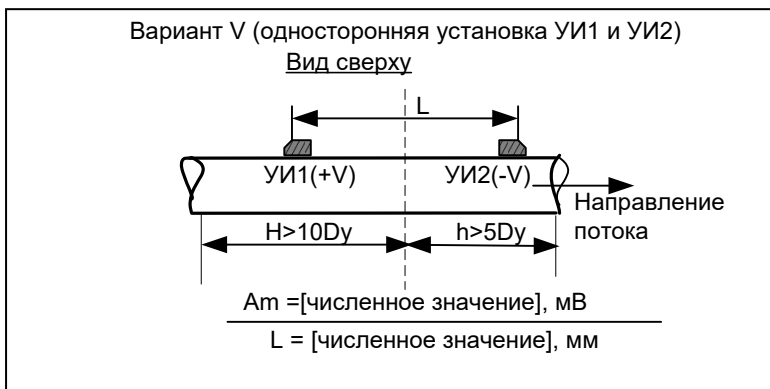 Вариант V (односторонняя установка УИ1 и УИ2)
Вид сверху
L
УИ1(+V) УИ2(-V)
Направление
потока
H>10Dy h>5Dy
Am =[численное значение], мВ
L = [численное значение], мм